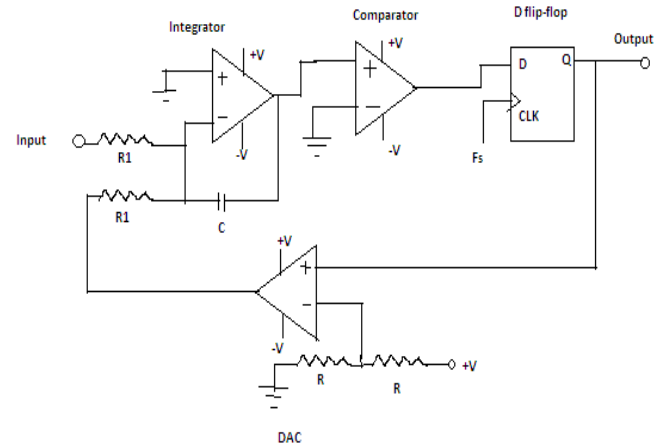 Integrator
Comparator
D flip-flop
Output
Input
+V
+
−
-V
R1
R1
C
+V
+
−
-V
D
Q
CLK
Fs
+V
+
−
-V
R
R
+V
DAC